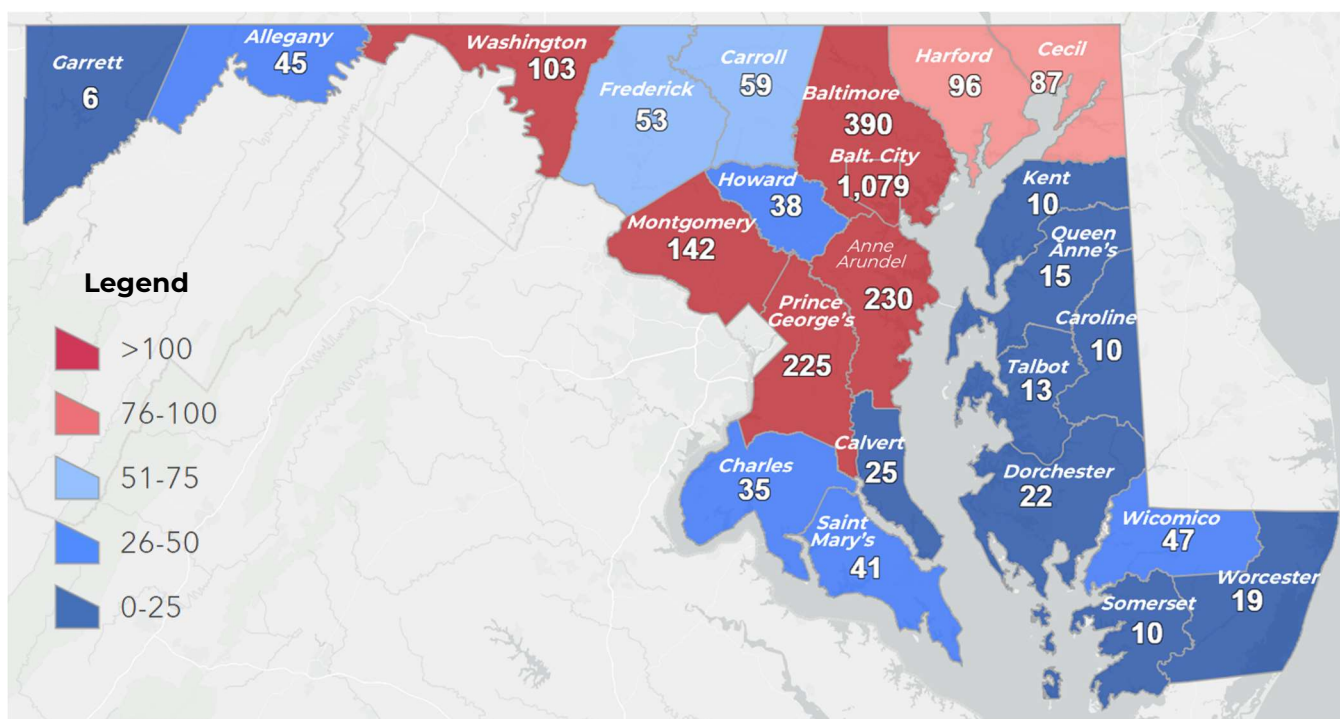 Garrett
6
Allegany
45
Washington
103
Frederick
53
Carroll
59
Baltimore
390
Balt. City
1,079
Harford
96
Cecil
87
Howard
38
Montgomery
142
Anne
Arundel
230
Prince
George's
225
Kent
10
Queen
Anne's
15
Caroline
10
Talbot
13
Calvert
25
Charles
35
Saint
Mary's
41
Dorchester
22
Wicomico
47
Worcester
19
Somerset
10
Legend
>100
76-100
51-75
26-50
0-25